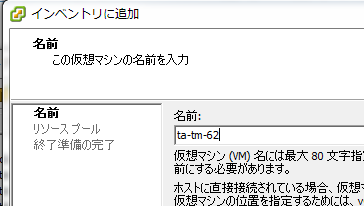 インベントリに追加
名前
この仮想マシンの名前を入力
名前
リソース プール
終了準備の完了
名前:
ta-tm-62
仮想マシン (VM) 名には最大 80 文字指
前にする必要があります。
ホストに直接接続されている場合、仮想
仮想マシンの位置を指定するためには、v